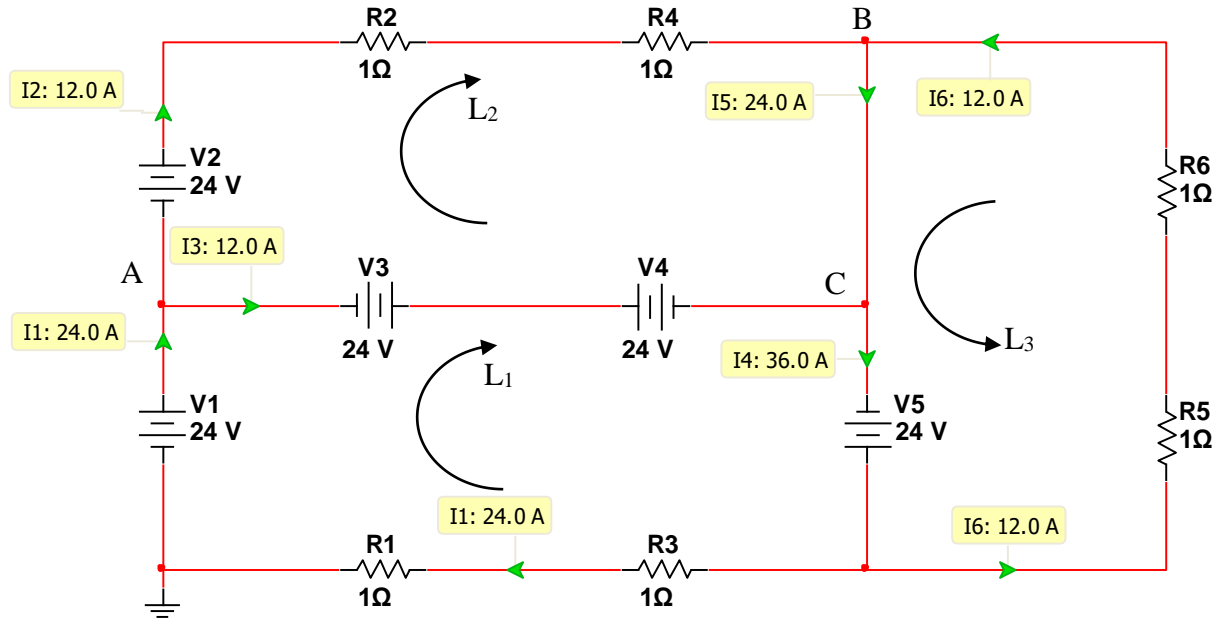 R2
1Ω
R4
1Ω
B
I2: 12.0 A
I5: 24.0 A
I6: 12.0 A
L2
V2
24 V
R6
1Ω
I3: 12.0 A
A
V3
24 V
V4
24 V
C
I1: 24.0 A
L1
I4: 36.0 A
L3
V1
24 V
V5
24 V
R5
1Ω
I1: 24.0 A
I6: 12.0 A
R1
1Ω
R3
1Ω